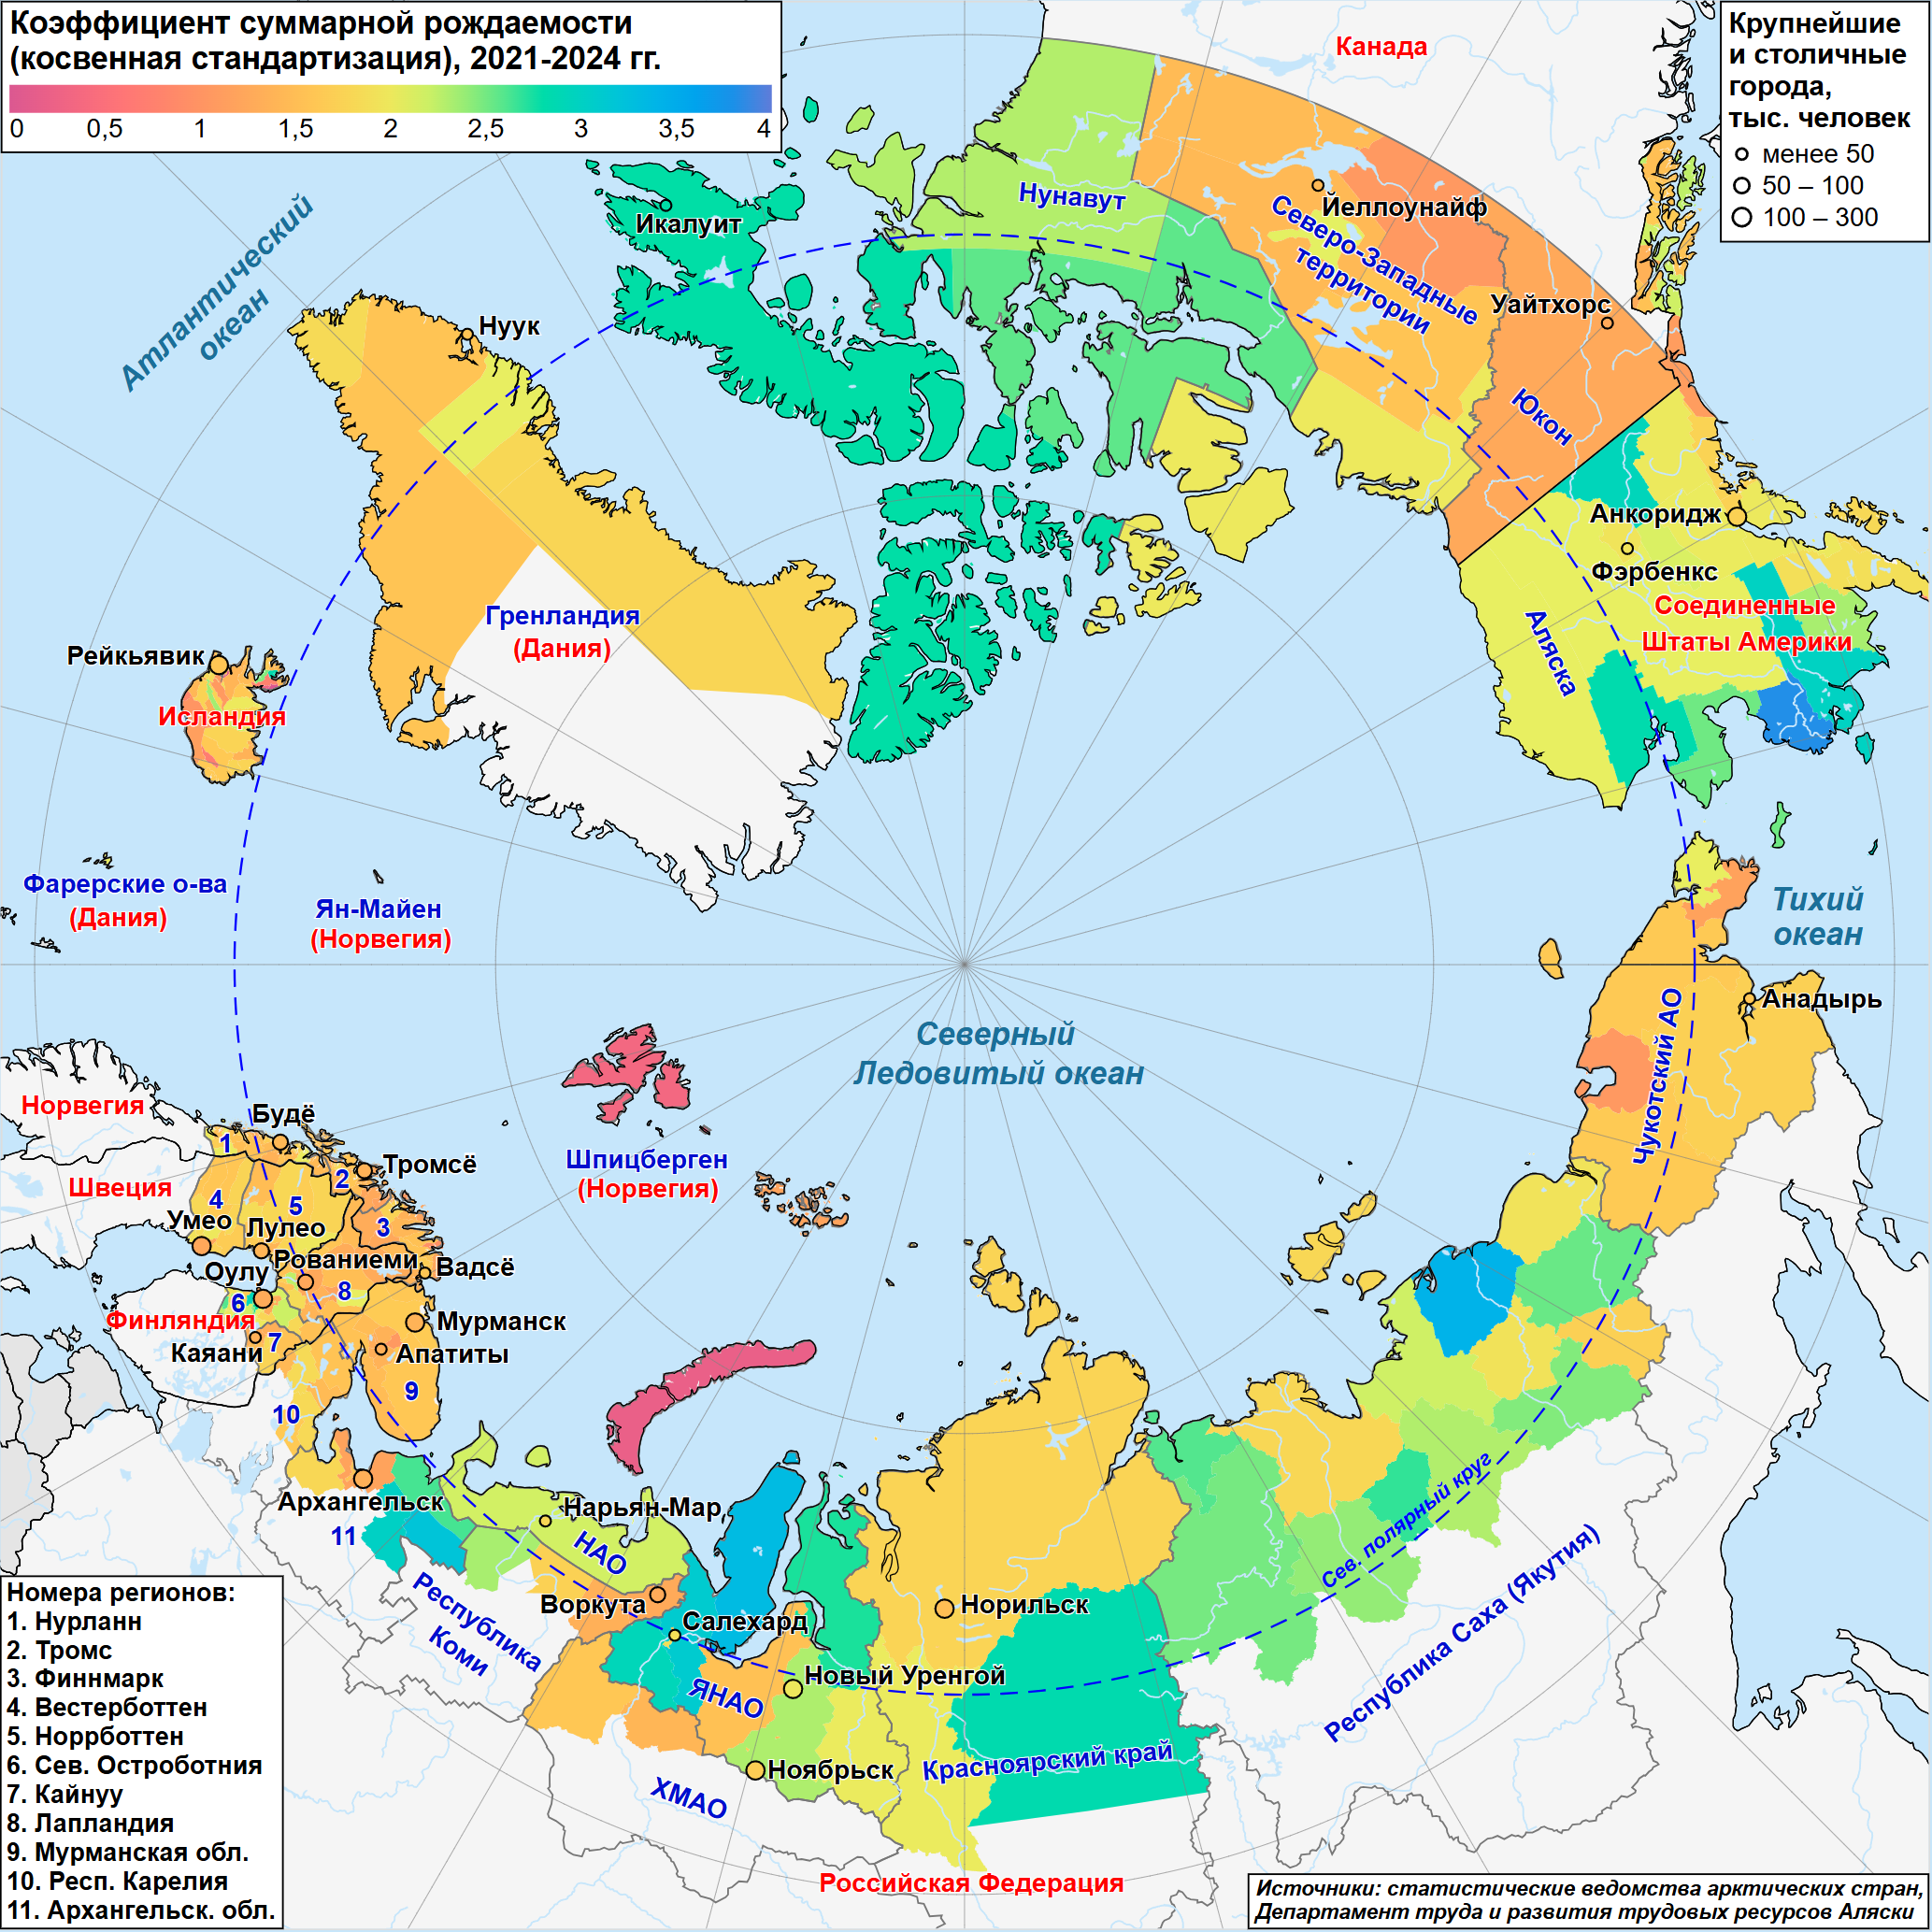 Коэффициент суммарной рождаемости
(косвенная стандартизация), 2021-2024 гг.
0 0,5 1 1,5 2 2,5 3 3,5 4
Крупнейшие
и столичные
города,
тыс. человек
менее 50
50 – 100
100 – 300
Канада
Нунавут
Икалуит
Йеллоунайф
Северо-Западные
территории
Уайтхорс
Юкон
Атлантический
океан
Нуук
Анкоридж
Фэрбенкс
Соединенные
Штаты Америки
Аляска
Гренландия
(Дания)
Рейкьявик
Исландия
Фарерские о-ва
(Дания)
Ян-Майен
(Норвегия)
Тихий
океан
Анадырь
Чукотский АО
Северный
Ледовитый океан
Норвегия
Будё
1
Тромсё
2
Швеция
4
5
3
Умео
Лулео
Рованиеми
Вадсё
Оулу
8
6
Финляндия
Мурманск
7
Каяани
Апатиты
9
10
Шпицберген
(Норвегия)
Архангельск
11
Нарьян-Мар
НАО
Республика
Коми
Воркута
Салехард
Норильск
Новый Уренгой
ЯНАО
Ноябрьск
ХМАО
Красноярский край
Сев. полярный круг
Республика Саха (Якутия)
Российская Федерация
Номера регионов:
1. Нурланн
2. Тромс
3. Финнмарк
4. Вестерботтен
5. Норрботтен
6. Сев. Остроботния
7. Кайнуу
8. Лапландия
9. Мурманская обл.
10. Респ. Карелия
11. Архангельск. обл.
Источники: статистические ведомства арктических стран,
Департамент труда и развития трудовых ресурсов Аляски